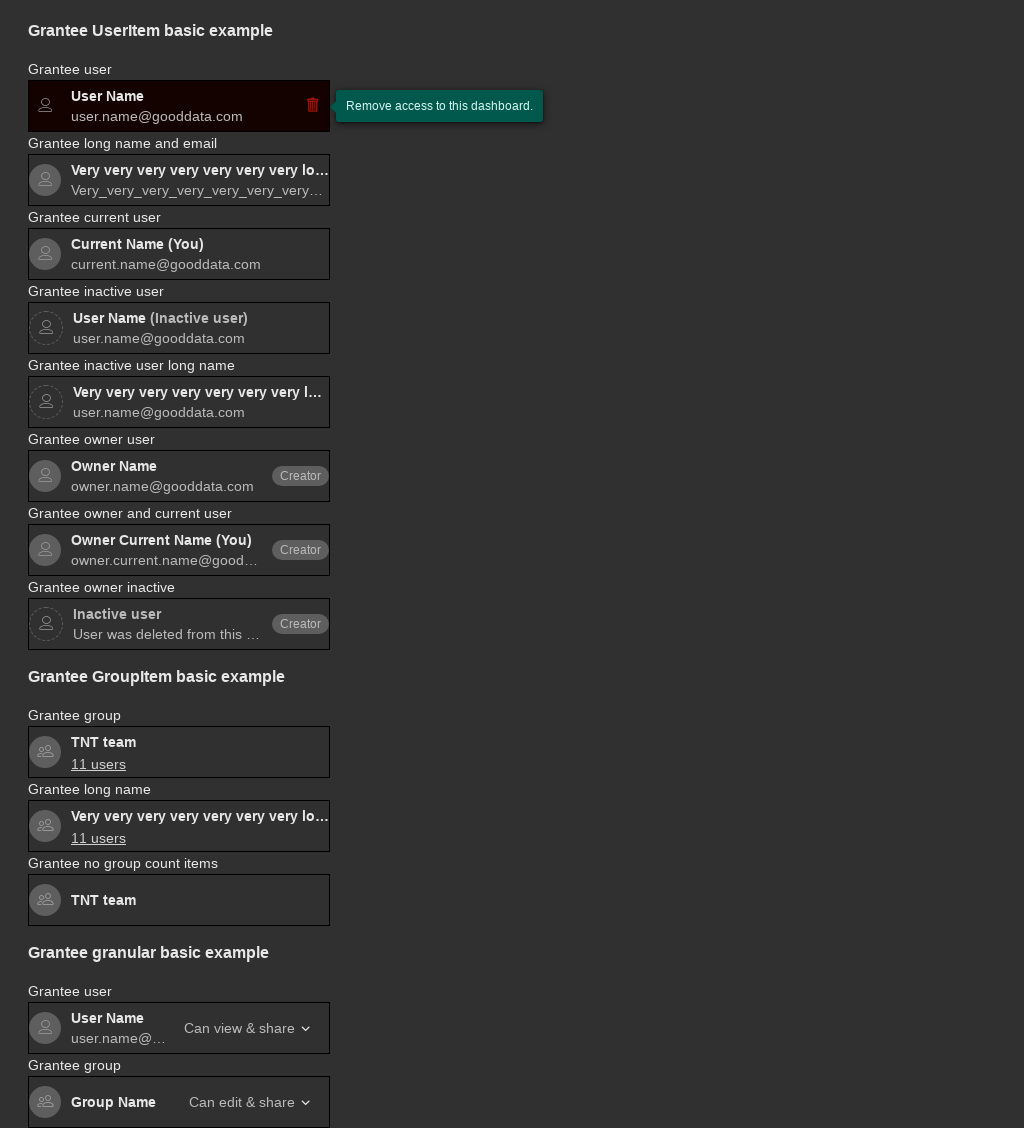 Grantee UserItem basic example
Grantee user
User Name
user.name@gooddata.com
Remove access to this dashboard.
Grantee long name and email
Very very very very very very very lo…
Very_very_very_very_very_very_very…
Grantee current user
Current Name (You)
current.name@gooddata.com
Grantee inactive user
User Name (Inactive user)
user.name@gooddata.com
Grantee inactive user long name
Very very very very very very very l…
user.name@gooddata.com
Grantee owner user
Owner Name
owner.name@gooddata.com
Creator
Grantee owner and current user
Owner Current Name (You)
owner.current.name@good…
Creator
Grantee owner inactive
Inactive user
User was deleted from this …
Creator
Grantee GroupItem basic example
Grantee group
TNT team
11 users
Grantee long name
Very very very very very very very lo…
11 users
Grantee no group count items
TNT team
Grantee granular basic example
Grantee user
User Name
user.name@…
Can view & share
Grantee group
Group Name
Can edit & share